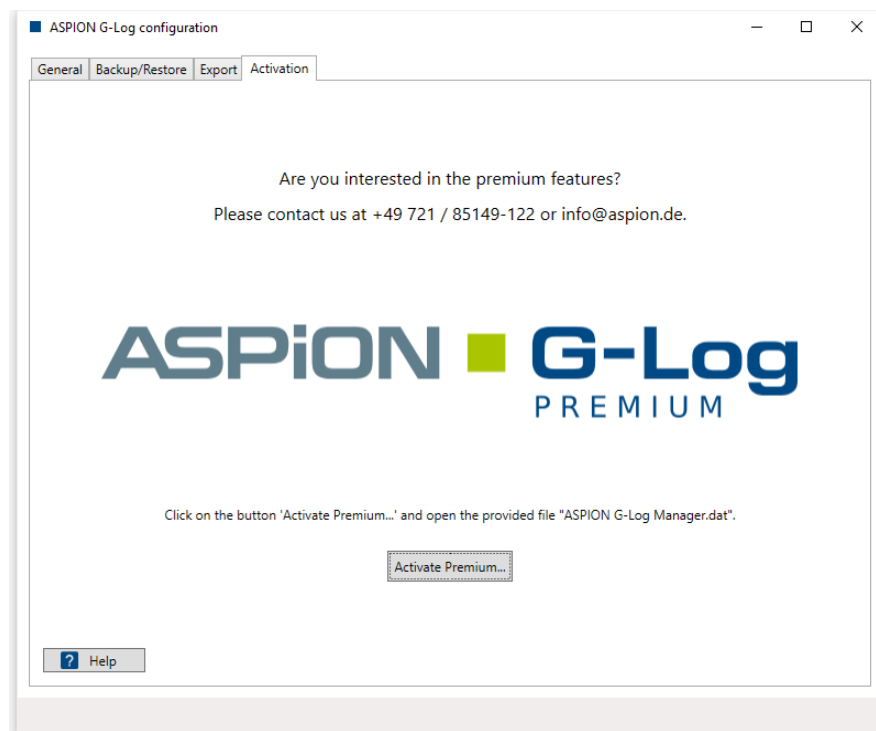 ASPION G-Log configuration
General Backup/Restore Export Activation
Are you interested in the premium features?
Please contact us at +49 721 / 85149-122 or info@aspion.de.
ASPiON G-Log
PREMIUM
Click on the button 'Activate Premium...' and open the provided file "ASPION G-Log Manager.dat".
Activate Premium...
? Help